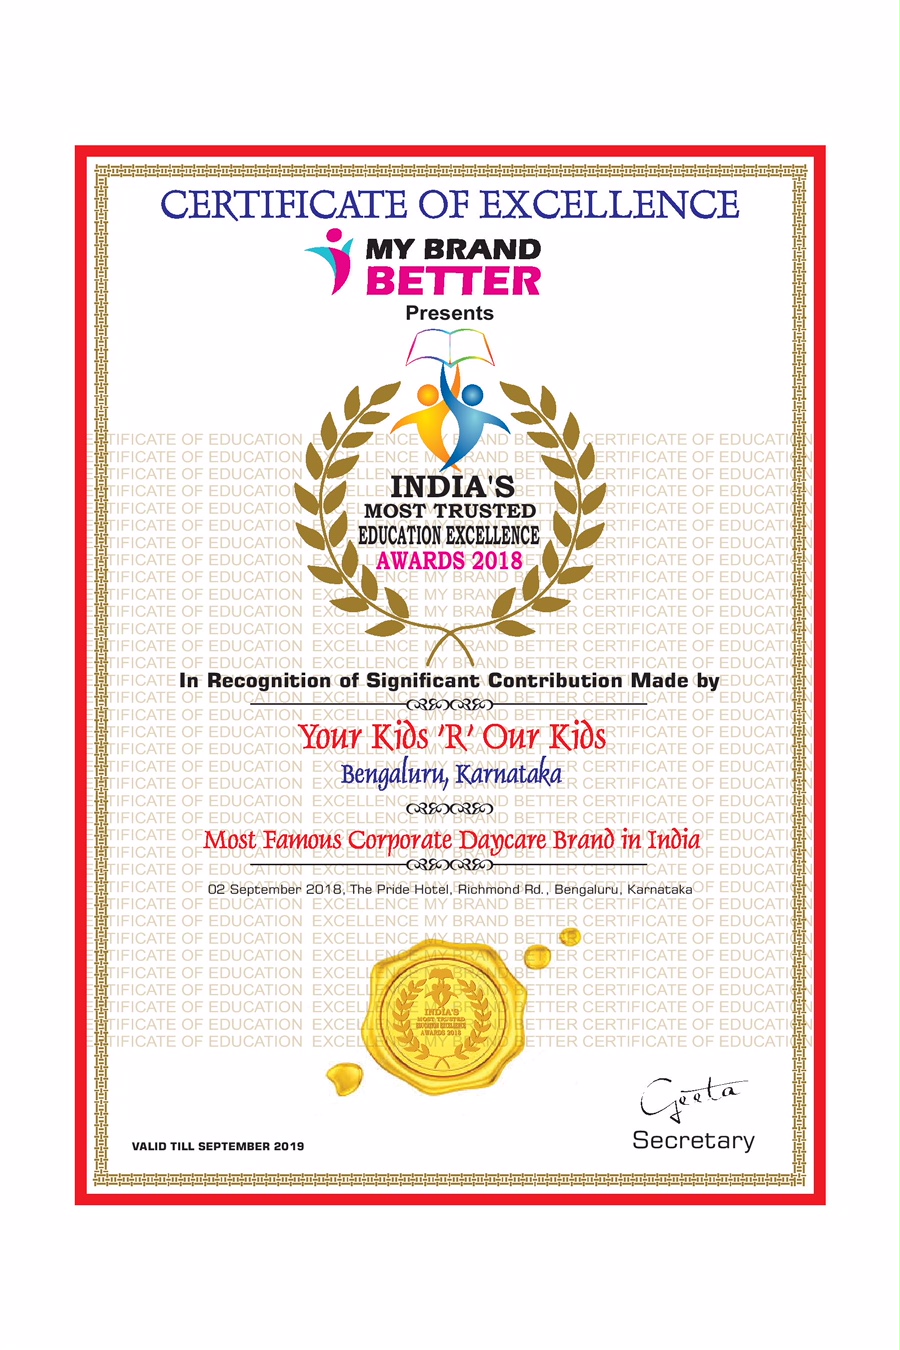 CERTIFICATE OF EXCELLENCE
MY BRAND
BETTER
Presents
INDIA'S
MOST TRUSTED
EDUCATION EXCELLENCE
AWARDS 2018
In Recognition of Significant Contribution Made by
Your Kids 'R' Our Kids
Bengaluru, Karnataka
Most Famous Corporate Daycare Brand in India
02 September 2018, The Pride Hotel, Richmond Rd., Bengaluru, Karnataka
INDIA'S
MOST TRUSTED
EDUCATION EXCELLENCE
AWARDS 2018
Geeta
Secretary
VALID TILL SEPTEMBER 2019